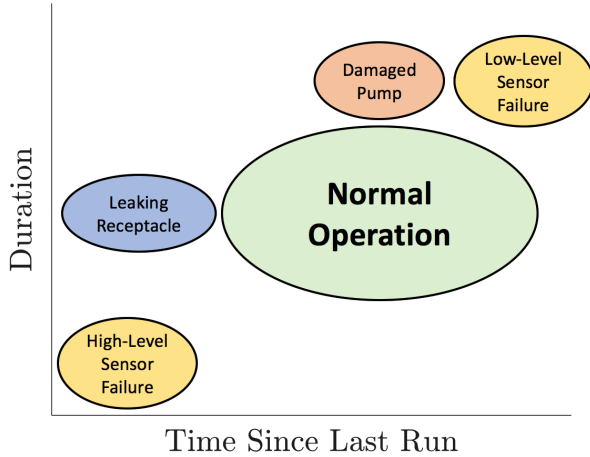 Low-Level
Sensor
Failure
Damaged
Pump
Normal
Operation
Leaking
Receptacle
High-Level
Sensor
Failure
Duration
Time Since Last Run